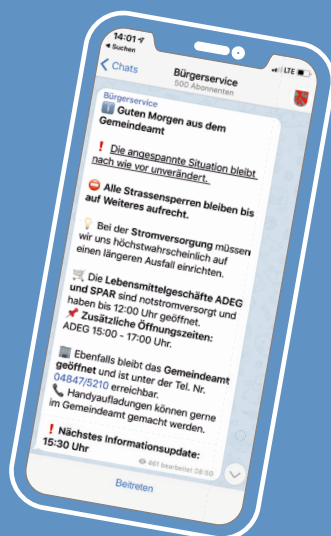 14:01
Suchen
LTE
Chats
Bürgerservice
500 Abonnenten
Bürgerservice
Guten Morgen aus dem
Gemeindeamt
Die angespannte Situation bleibt
nach wie vor unverändert.
Alle Strassensperren bleiben bis
auf Weiteres aufrecht.
Bei der Stromversorgung müssen
wir uns höchstwahrscheinlich auf
einen längeren Ausfall einrichten.
Die Lebensmittelgeschäfte ADEG
und SPAR sind notstromversorgt und
haben bis 12:00 Uhr geöffnet.
Zusätzliche Öffnungszeiten:
ADEG 15:00 - 17:00 Uhr.
Ebenfalls bleibt das Gemeindeamt
geöffnet und ist unter der Tel. Nr.
04847/5210 erreichbar.
Handyaufladungen können gerne
im Gemeindeamt gemacht werden.
Nächstes Informationsupdate:
15:30 Uhr
461 bearbeitet 08:50
Beitreten